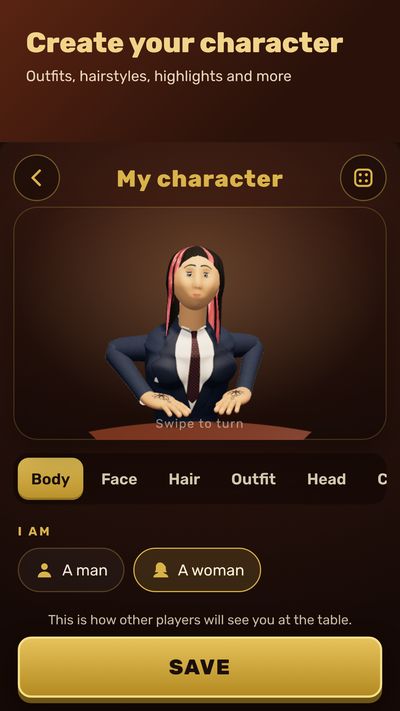 Create your character
Outfits, hairstyles, highlights and more
My character
Swipe to turn
Body Face Hair Outfit Head C
I AM
A man A woman
This is how other players will see you at the table.
SAVE